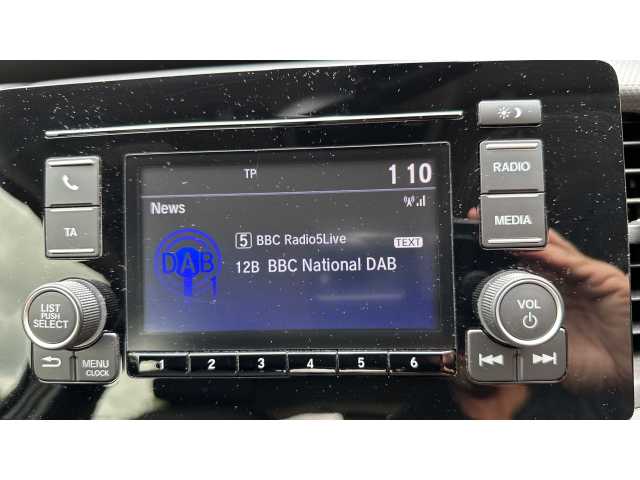 TP 1 10
News
5 BBC Radio5Live
TEXT
12B BBC National DAB
DAB 1
TA
LIST
PUSH
SELECT
MENU
CLOCK
RADIO
MEDIA
VOL
1 2 3 4 5 6